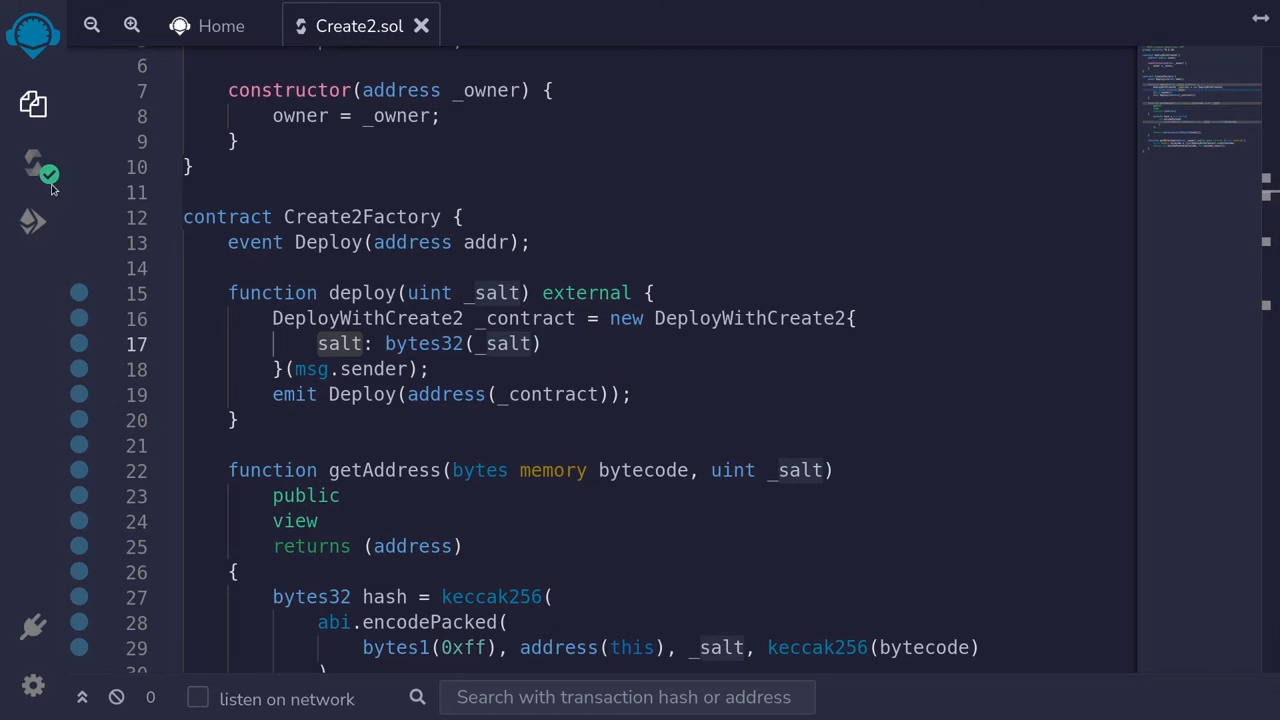 Home
Create2.sol
6
7 constructor(address _owner) {
8 owner = _owner;
9 }
10 }
11
12 contract Create2Factory {
13 event Deploy(address addr);
14
15 function deploy(uint _salt) external {
16 DeployWithCreate2 _contract = new DeployWithCreate2{
17 salt: bytes32(_salt)
18 }(msg.sender);
19 emit Deploy(address(_contract));
20 }
21
22 function getAddress(bytes memory bytecode, uint _salt)
23 public
24 view
25 returns (address)
26 {
27 bytes32 hash = keccak256(
28 abi.encodePacked(
29 bytes1(0xff), address(this), _salt, keccak256(bytecode)
0
listen on network
Search with transaction hash or address